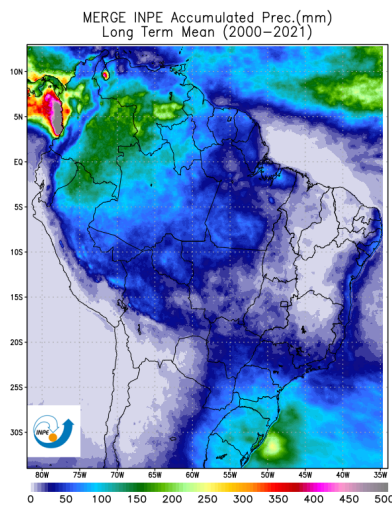 MERGE INPE Accumulated Prec.(mm)
Long Term Mean (2000-2021)
10N
5N
EQ
5S
10S
15S
20S
25S
30S
INPE
80W 75W 70W 65W 60W 55W 50W 45W 40W 35W
0 50 100 150 200 250 300 350 400 450 500